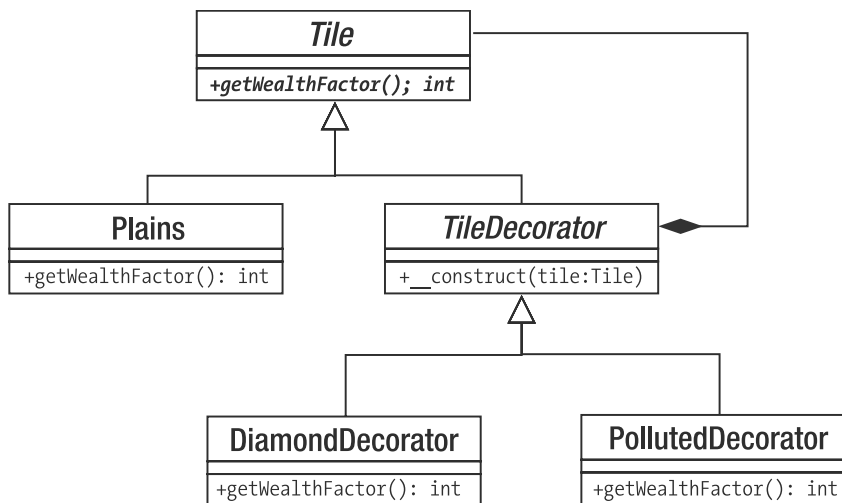 Tile
+getWealthFactor(); int
Plains
+getWealthFactor(): int
TileDecorator
+__construct(tile:Tile)
DiamondDecorator
+getWealthFactor(): int
PollutedDecorator
+getWealthFactor(): int